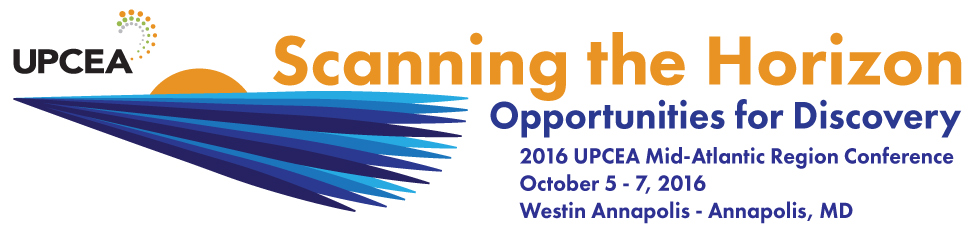 UPCEA
Scanning the Horizon
Opportunities for Discovery
2016 UPCEA Mid-Atlantic Region Conference
October 5 - 7, 2016
Westin Annapolis - Annapolis, MD